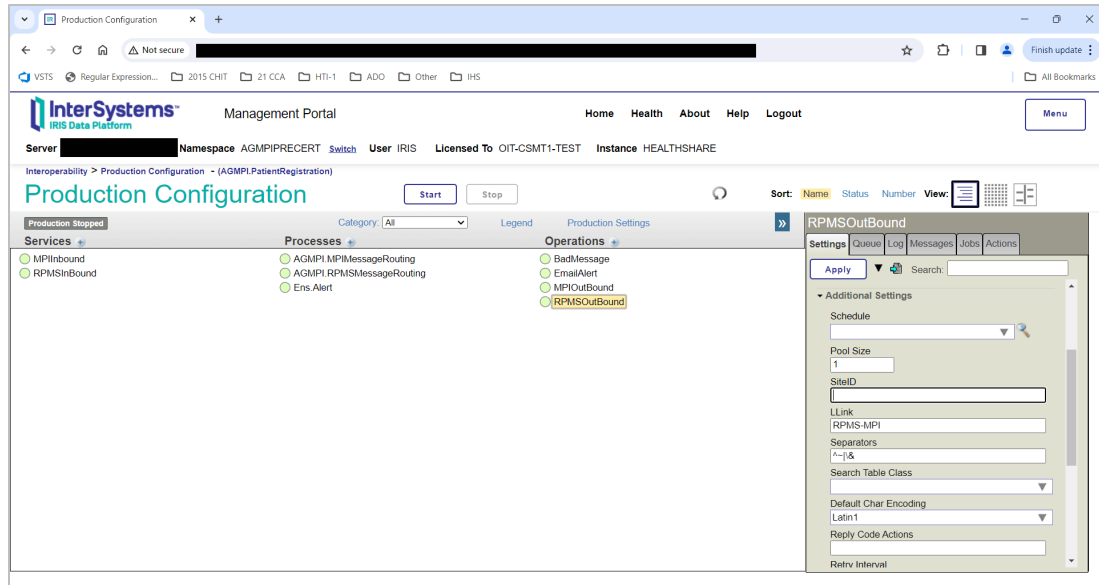 Production Configuration
Not secure
Finish update
VSTS Regular Expression... 2015 CHIT 21 CCA HTI-1 ADO Other IHS All Bookmarks
InterSystems™
IRIS Data Platform
Management Portal
Home Health About Help Logout
Menu
Server Namespace AGMPIPRECERT Switch User IRIS Licensed To OIT-CSMT1-TEST Instance HEALTHSHARE
Interoperability > Production Configuration - (AGMPI.PatientRegistration)
Production Configuration
Start Stop
Sort: Name Status Number View:
Production Stopped
Category: All Legend Production Settings
»
Services Processes Operations
MPIInbound AGMPI.MPIMessageRouting BadMessage
RPMSInBound AGMPI.RPMSMessageRouting EmailAlert
Ens.Alert MPIOutBound
RPMSOutBound
RPMSOutBound
Settings Queue Log Messages Jobs Actions
Apply Search:
Additional Settings
Schedule
Pool Size
1
SiteID
LLink
RPMS-MPI
Separators
^~|\&
Search Table Class
Default Char Encoding
Latin1
Reply Code Actions
Retry Interval